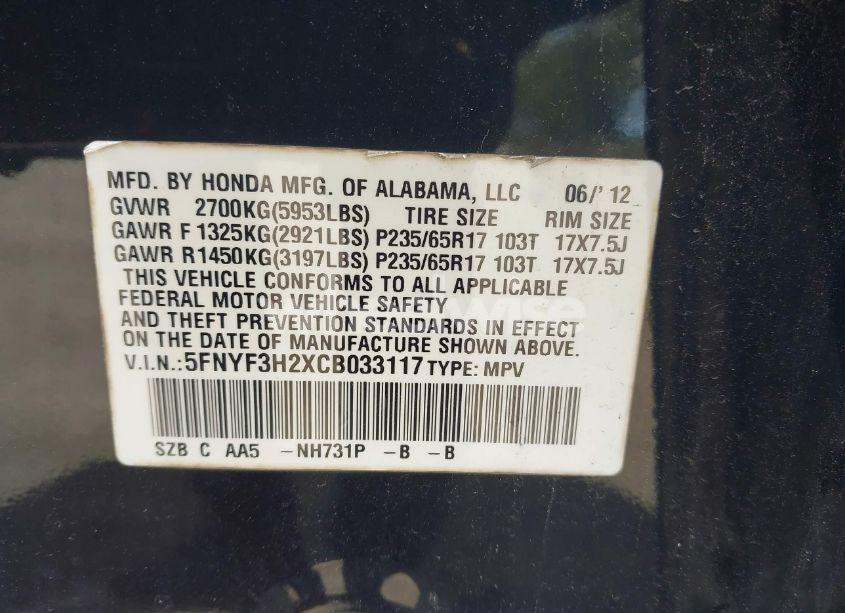 MFD. BY HONDA MFG. OF ALABAMA, LLC 06/'12
GVWR 2700KG(5953LBS) TIRE SIZE RIM SIZE
GAWR F 1325KG(2921LBS) P235/65R17 103T 17X7.5J
GAWR R1450KG(3197LBS) P235/65R17 103T 17X7.5J
THIS VEHICLE CONFORMS TO ALL APPLICABLE
FEDERAL MOTOR VEHICLE SAFETY
AND THEFT PREVENTION STANDARDS IN EFFECT
ON THE DATE OF MANUFACTURE SHOWN ABOVE.
V.I.N.:5FNYF3H2XCB033117 TYPE: MPV
SZB C AA5 -NH731P -B -B